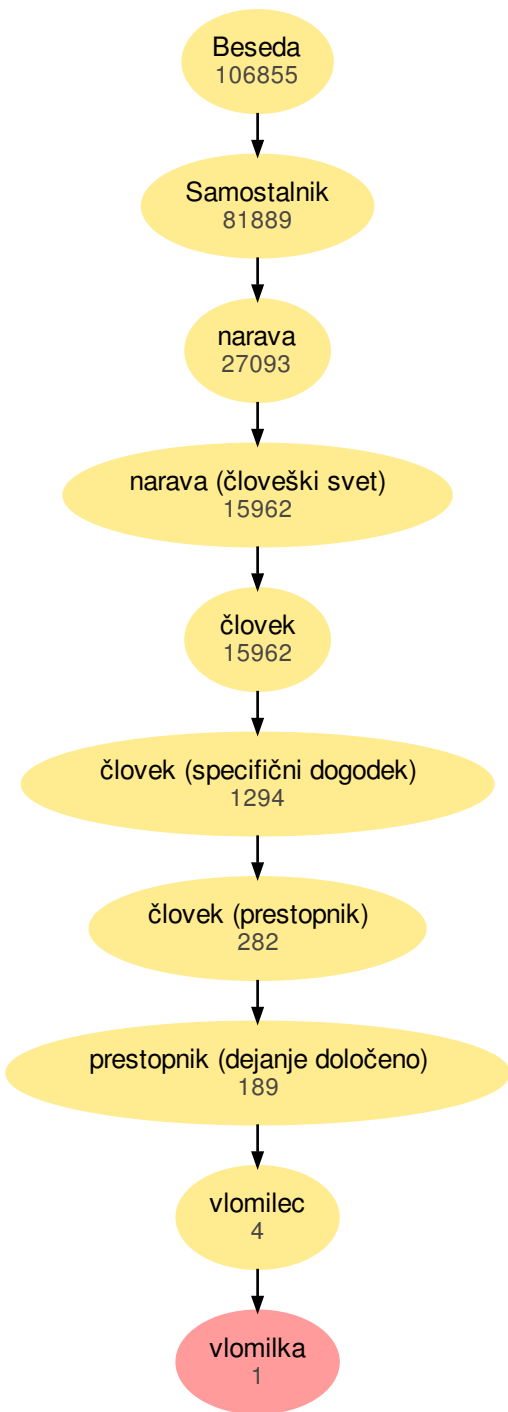 Beseda
106855
Samostalnik
81889
narava
27093
narava (človeški svet)
15962
človek
15962
človek (specifični dogodek)
1294
človek (prestopnik)
282
prestopnik (dejanje določeno)
189
vlomilec
4
vlomilka
1